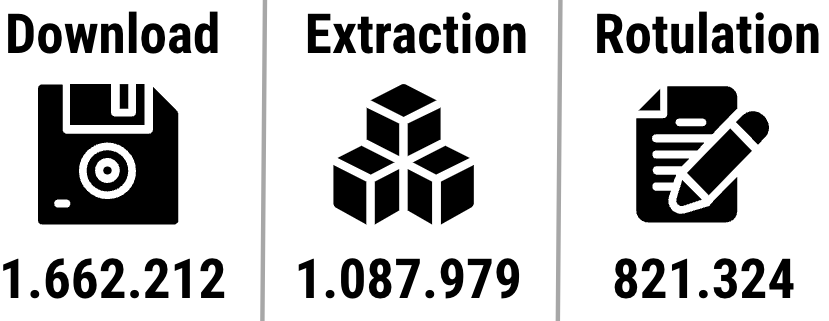 Download
1.662.212
Extraction
1.087.979
Rotulation
821.324